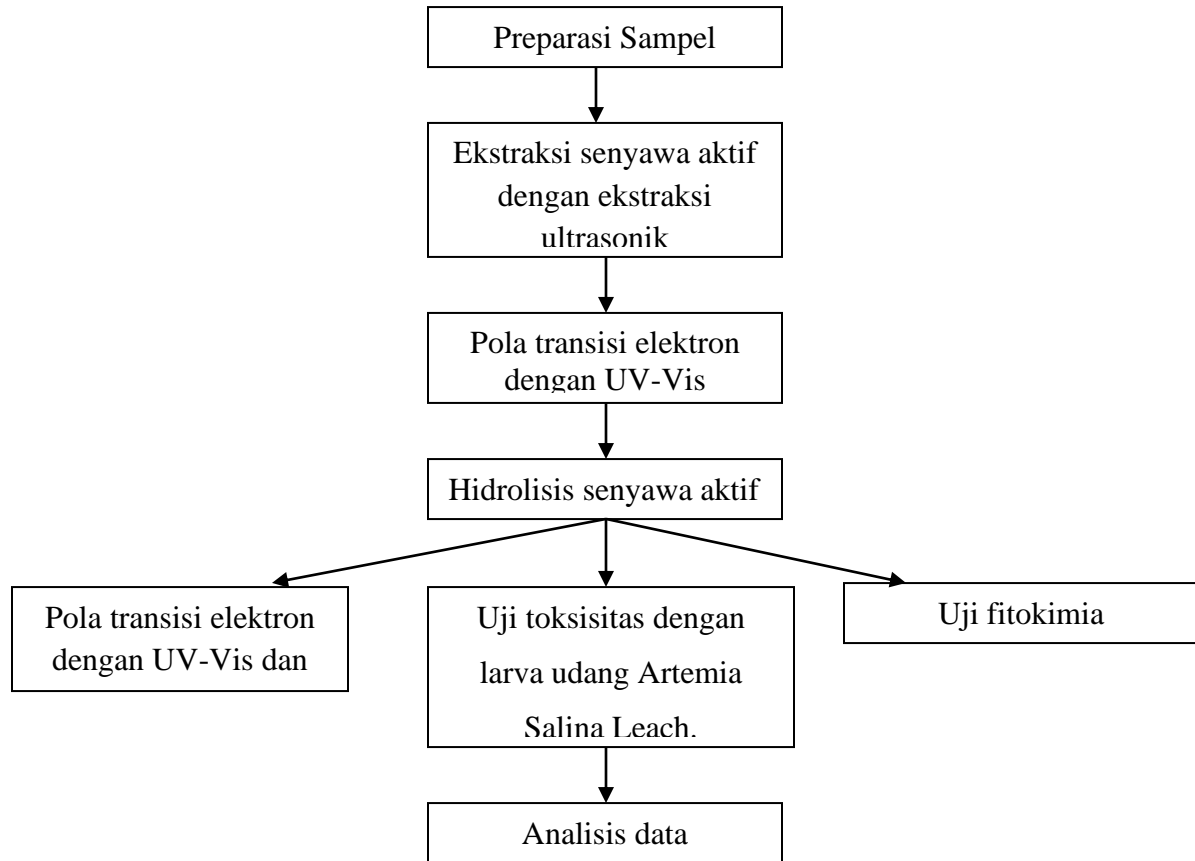 Preparasi Sampel
Ekstraksi senyawa aktif
dengan ekstraksi
ultrasonik
Pola transisi elektron
dengan UV-Vis
Hidrolisis senyawa aktif
Pola transisi elektron
dengan UV-Vis dan
Uji toksisitas dengan
larva udang Artemia
Salina Leach.
Uji fitokimia
Analisis data